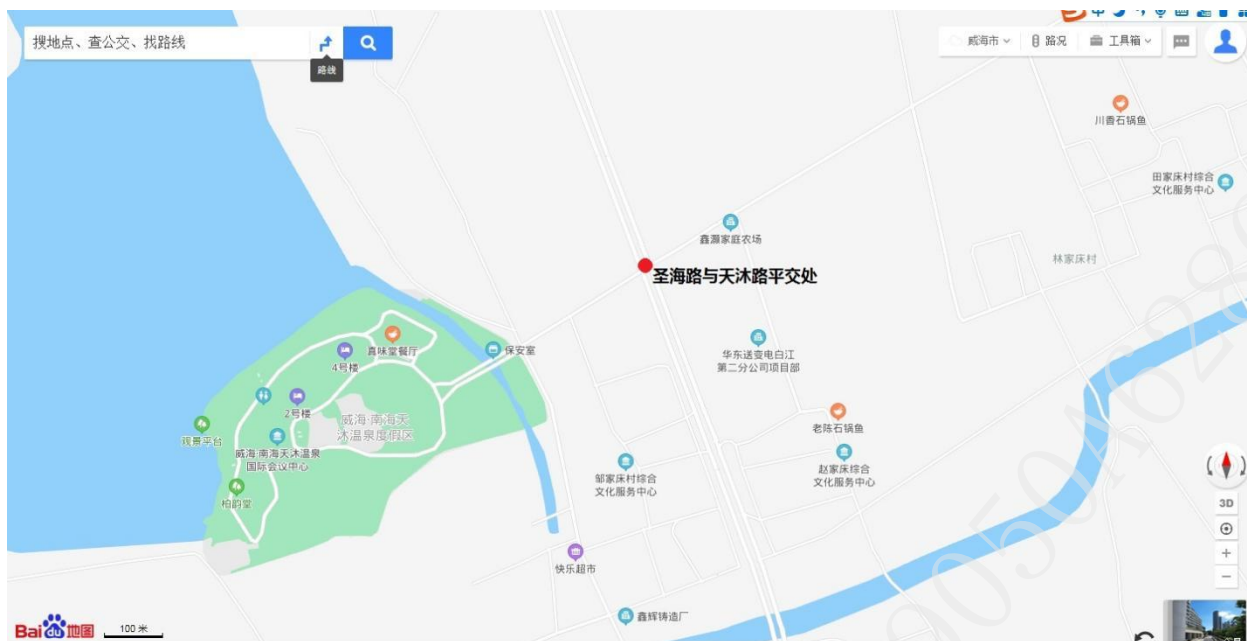 搜地点、查公交、找路线
路线
威海市
路况
工具箱
川香石锅鱼
田家床村综合
文化服务中心
鑫源家庭农场
林家床村
圣海路与天沐路平交处
真味堂餐厅
4号楼
保安室
华东送变电白江
第二分公司项目部
2号楼
威海·南海天
沐温泉度假区
观景平台
威海·南海天沐温泉
国际会议中心
老陈石锅鱼
邹家床村综合
文化服务中心
赵家床综合
文化服务中心
柏韵堂
3D
快乐超市
鑫辉铸造厂
Bai du 地图
100 米